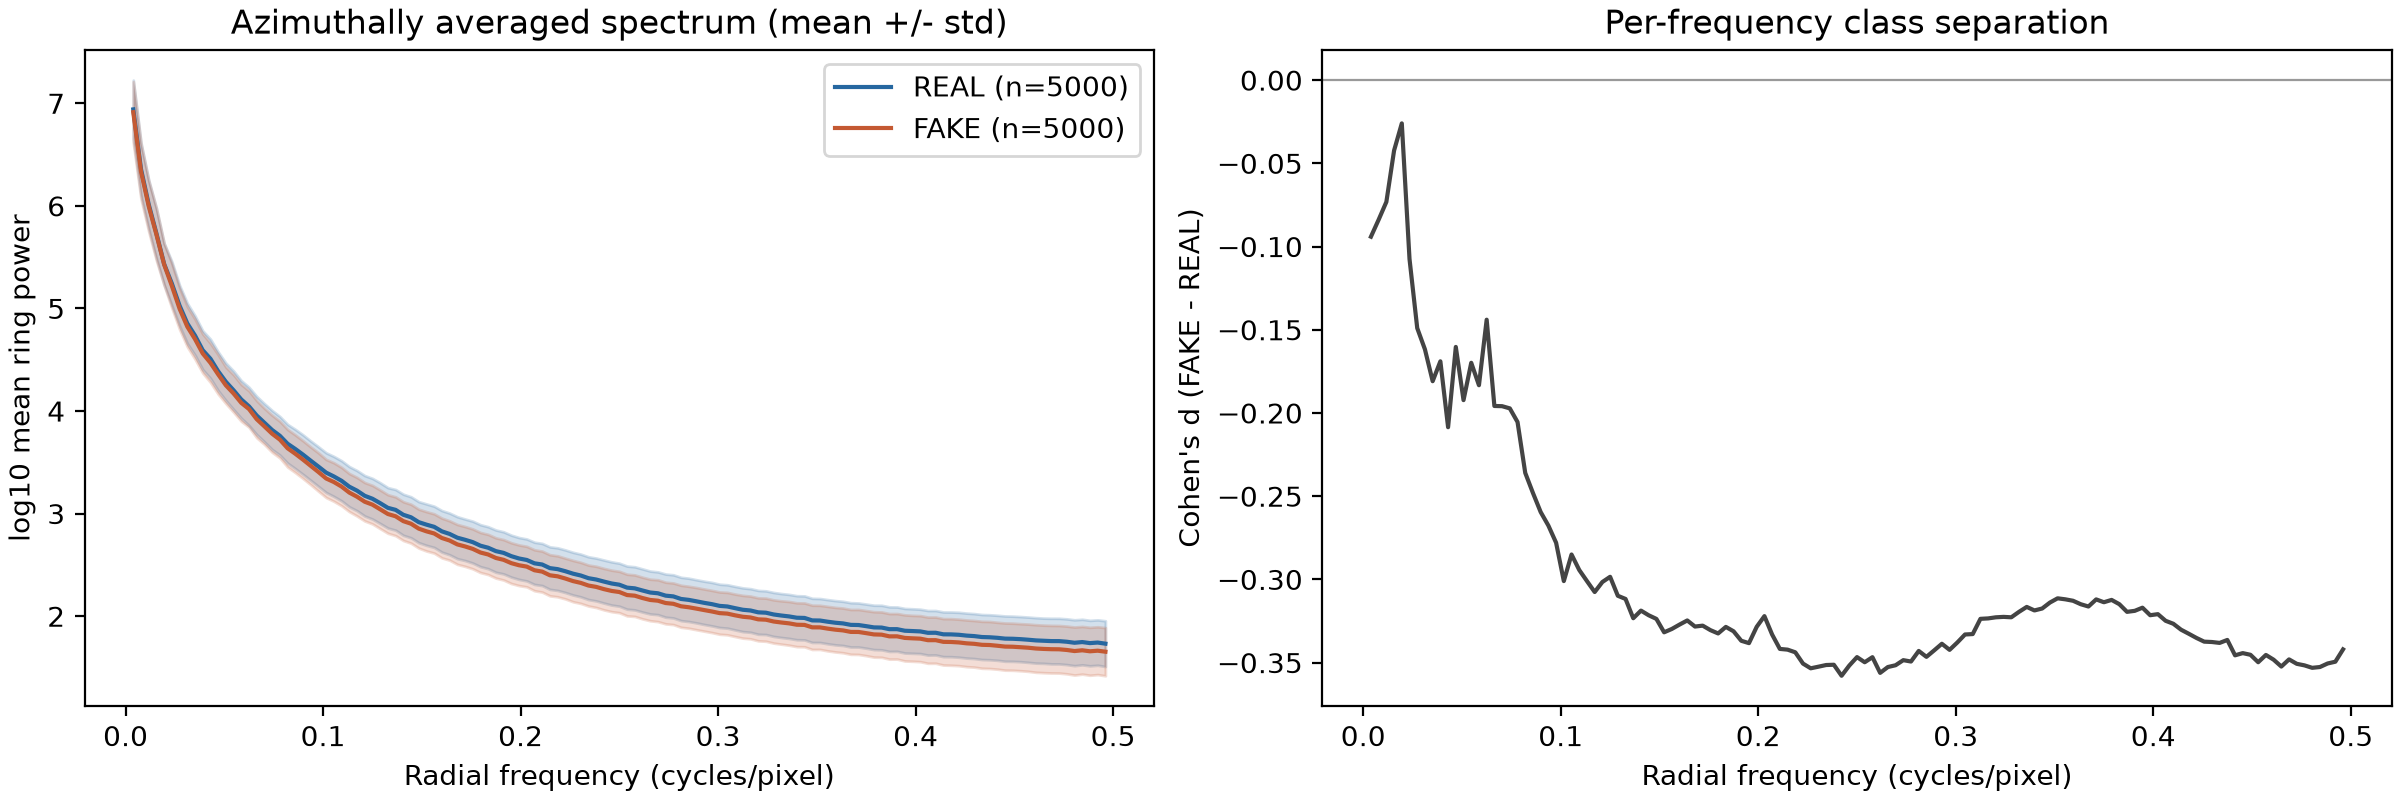 Azimuthally averaged spectrum (mean +/- std)
REAL (n=5000)
FAKE (n=5000)
log10 mean ring power
7
6
5
4
3
2
0.0 0.1 0.2 0.3 0.4 0.5
Radial frequency (cycles/pixel)
Per-frequency class separation
Cohen's d (FAKE - REAL)
0.00
−0.05
−0.10
−0.15
−0.20
−0.25
−0.30
−0.35
0.0 0.1 0.2 0.3 0.4 0.5
Radial frequency (cycles/pixel)